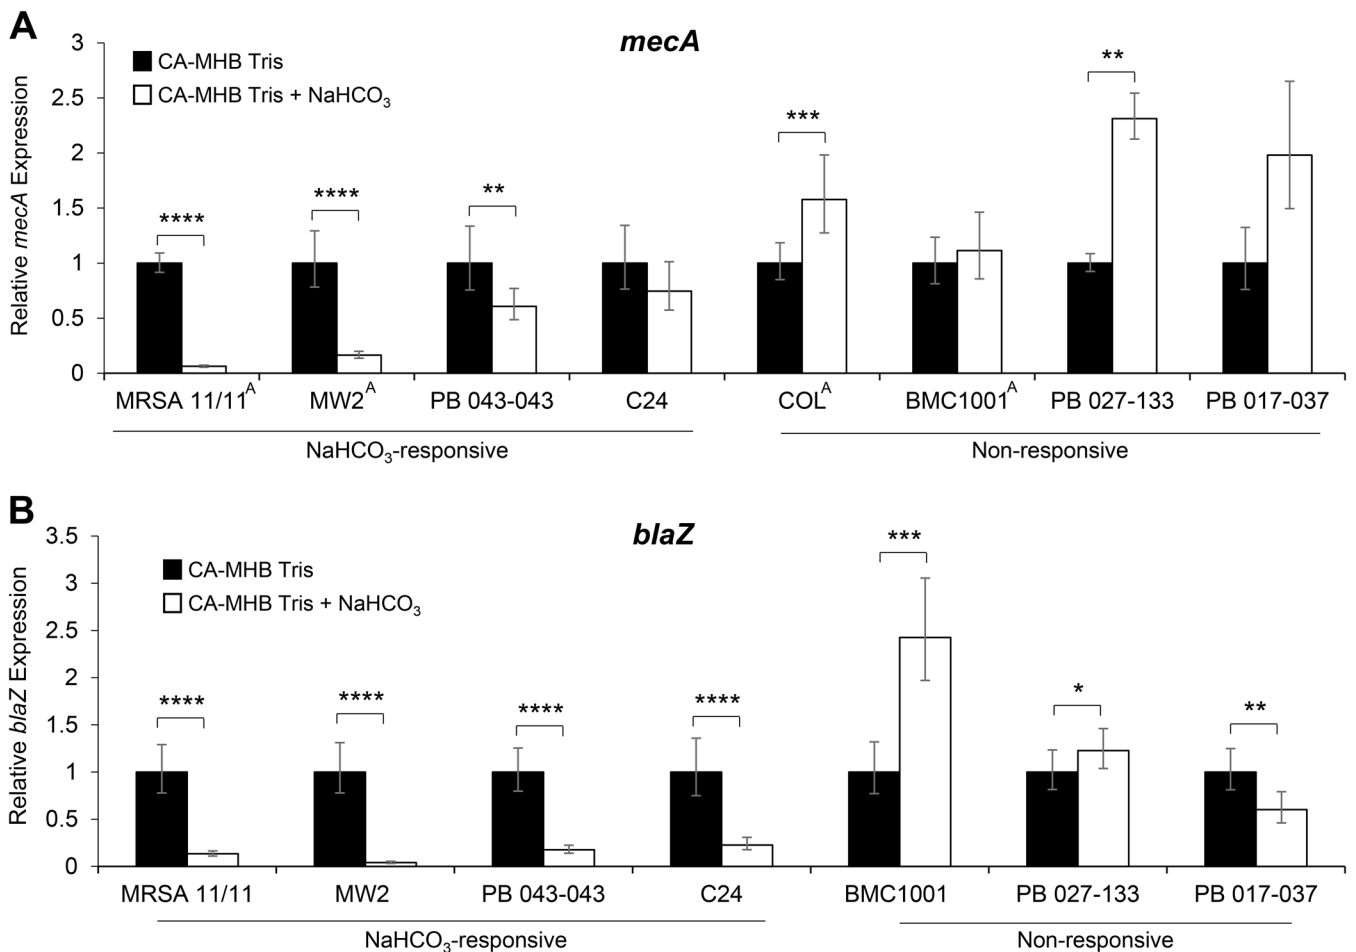 A
mecA
3
2.5
2
1.5
1
0.5
0
Relative mecA Expression
CA-MHB Tris
CA-MHB Tris + NaHCO₃
****
****
**
***
**
MRSA 11/11ᴬ MW2ᴬ PB 043-043 C24 COLᴬ BMC1001ᴬ PB 027-133 PB 017-037
NaHCO₃-responsive Non-responsive
B
blaZ
3.5
3
2.5
2
1.5
1
0.5
0
Relative blaZ Expression
CA-MHB Tris
CA-MHB Tris + NaHCO₃
****
****
****
****
***
*
**
MRSA 11/11 MW2 PB 043-043 C24 BMC1001 PB 027-133 PB 017-037
NaHCO₃-responsive Non-responsive